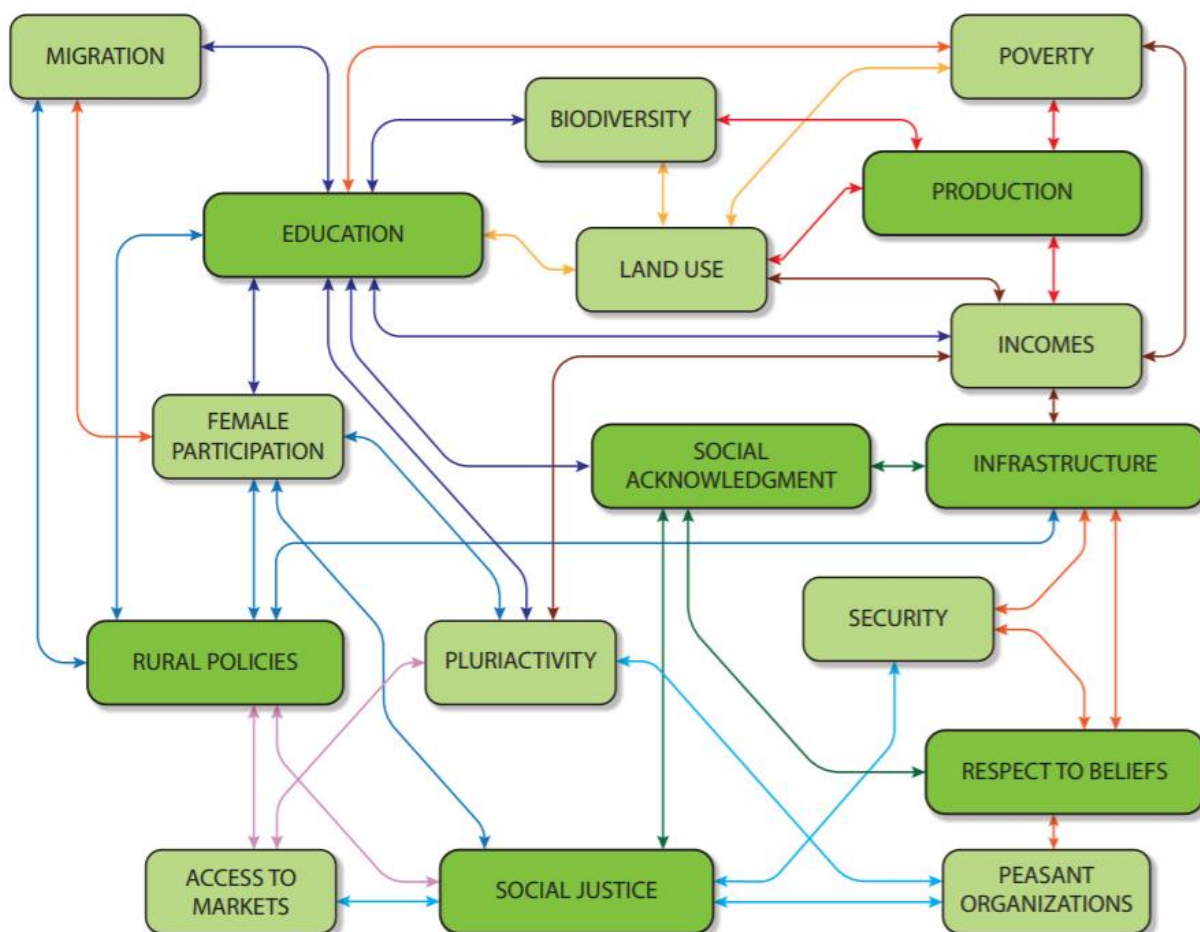 MIGRATION
POVERTY
BIODIVERSITY
PRODUCTION
EDUCATION
LAND USE
INCOMES
FEMALE
PARTICIPATION
SOCIAL
ACKNOWLEDGMENT
INFRASTRUCTURE
SECURITY
RURAL POLICIES
PLURIACTIVITY
RESPECT TO BELIEFS
ACCESS TO
MARKETS
SOCIAL JUSTICE
PEASANT
ORGANIZATIONS